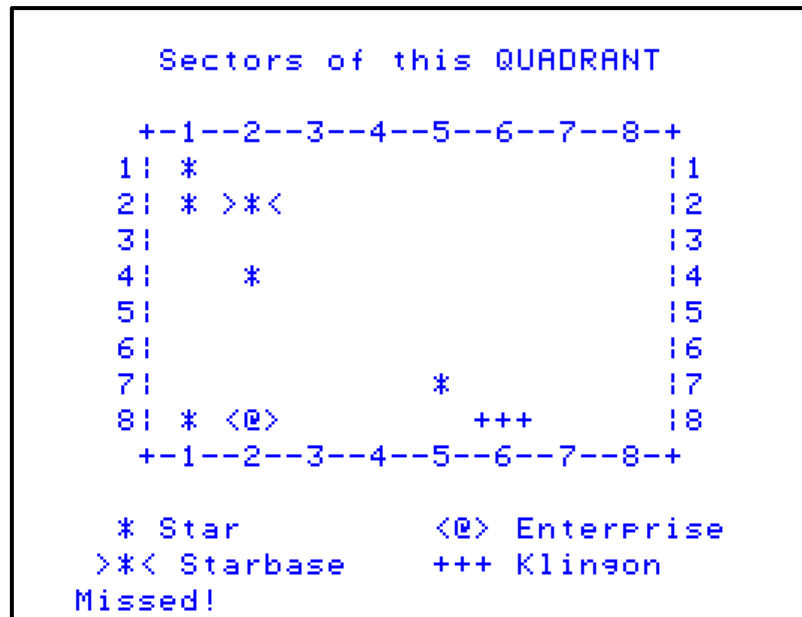 Sectors of this QUADRANT
+-1--2--3--4--5--6--7--8-+
1¦ *                       ¦1
2¦ * >*<                   ¦2
3¦                         ¦3
4¦    *                    ¦4
5¦                         ¦5
6¦                         ¦6
7¦             *           ¦7
8¦ * <@>         +++       ¦8
+-1--2--3--4--5--6--7--8-+
* Star <@> Enterprise
>*< Starbase +++ Klingon
Missed!